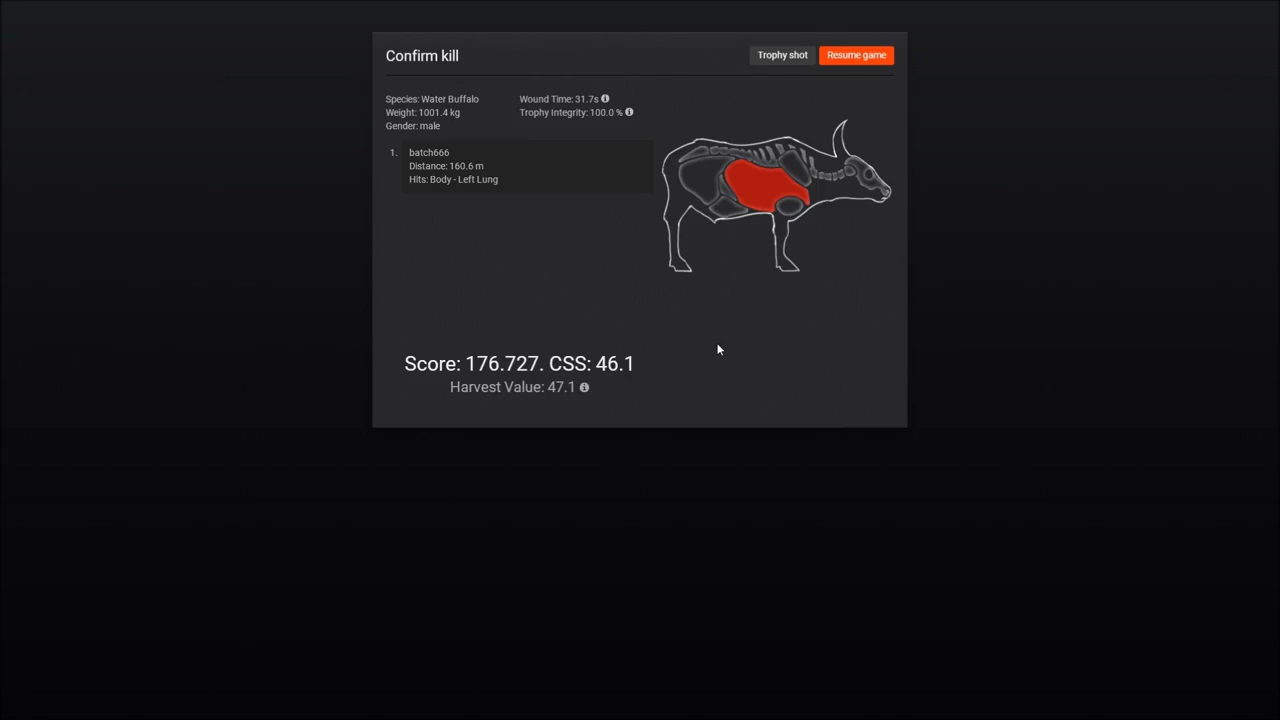 Confirm kill
Trophy shot
Resume game
Species: Water Buffalo
Weight: 1001.4 kg
Gender: male
Wound Time: 31.7s
Trophy Integrity: 100.0 %
1. batch666
Distance: 160.6 m
Hits: Body - Left Lung
Score: 176.727. CSS: 46.1
Harvest Value: 47.1